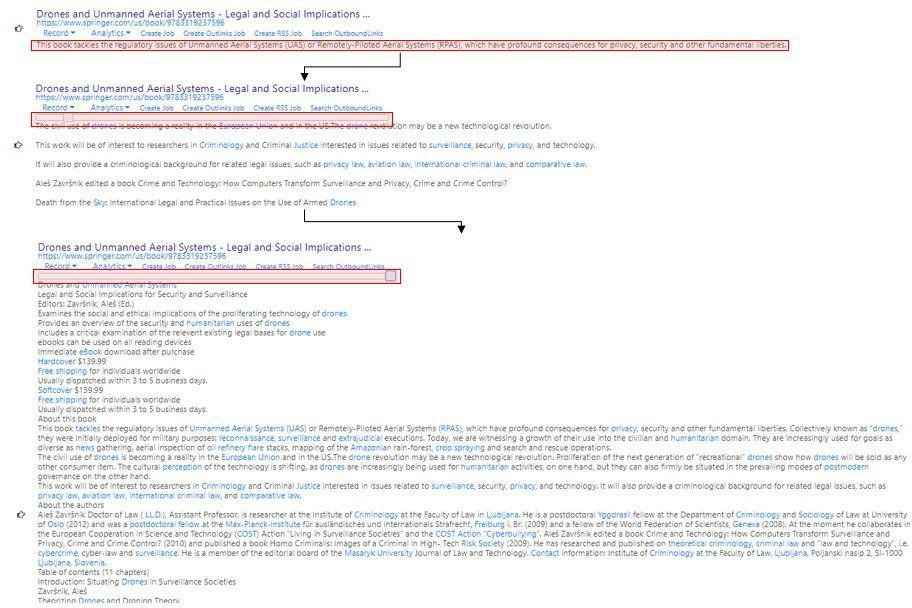 Drones and Unmanned Aerial Systems - Legal and Social Implications ...
https://www.springer.com/us/book/9783319237596
Record Analytics Create Job Create Outlinks Job Create RSS Job Search OutboundLinks
This book tackles the regulatory issues of Unmanned Aerial Systems (UAS) or Remotely-Piloted Aerial Systems (RPAS), which have profound consequences for privacy, security and other fundamental liberties.
Drones and Unmanned Aerial Systems - Legal and Social Implications ...
https://www.springer.com/us/book/9783319237596
Record Analytics Create Job Create Outlinks Job Create RSS Job Search OutboundLinks
The civil use of drones is becoming a reality in the European Union and in the US.The drone revolution may be a new technological revolution.
This work will be of interest to researchers in Criminology and Criminal Justice interested in issues related to surveillance, security, privacy, and technology.
It will also provide a criminological background for related legal issues, such as privacy law, aviation law, international criminal law, and comparative law.
Aleš Završnik edited a book Crime and Technology: How Computers Transform Surveillance and Privacy, Crime and Crime Control?
Death from the Sky: International Legal and Practical Issues on the Use of Armed Drones
Drones and Unmanned Aerial Systems - Legal and Social Implications ...
https://www.springer.com/us/book/9783319237596
Record Analytics Create Job Create Outlinks Job Create RSS Job Search OutboundLinks
Drones and Unmanned Aerial Systems
Legal and Social Implications for Security and Surveillance
Editors: Završnik, Aleš (Ed.)
Examines the social and ethical implications of the proliferating technology of drones
Provides an overview of the security and humanitarian uses of drones
Includes a critical examination of the relevent existing legal bases for drone use
ebooks can be used on all reading devices
Immediate eBook download after purchase
Hardcover $139.99
Free shipping for individuals worldwide
Usually dispatched within 3 to 5 business days.
Softcover $139.99
Free shipping for individuals worldwide
Usually dispatched within 3 to 5 business days.
About this book
This book tackles the regulatory issues of Unmanned Aerial Systems (UAS) or Remotely-Piloted Aerial Systems (RPAS), which have profound consequences for privacy, security and other fundamental liberties. Collectively known as "drones,"
they were initially deployed for military purposes: reconnaissance, surveillance and extrajudicial executions. Today, we are witnessing a growth of their use into the civilian and humanitarian domain. They are increasingly used for goals as
diverse as news gathering, aerial inspection of oil refinery flare stacks, mapping of the Amazonian rain-forest, crop spraying and search and rescue operations.
The civil use of drones is becoming a reality in the European Union and in the US.The drone revolution may be a new technological revolution. Proliferation of the next generation of "recreational" drones show how drones will be sold as any
other consumer item. The cultural perception of the technology is shifting, as drones are increasingly being used for humanitarian activities, on one hand, but they can also firmly be situated in the prevailing modes of postmodern
governance on the other hand.
This work will be of interest to researchers in Criminology and Criminal Justice interested in issues related to surveillance, security, privacy, and technology. It will also provide a criminological background for related legal issues, such as
privacy law, aviation law, international criminal law, and comparative law.
About the authors
Aleš Završnik Doctor of Law ( LL.D.), Assistant Professor, is researcher at the Institute of Criminology at the Faculty of Law in Ljubljana. He is a postdoctoral Yggdrasil fellow at the Department of Criminology and Sociology of Law at University
of Oslo (2012) and was a postdoctoral fellow at the Max-Planck-Institute für ausländisches und internationals Strafrecht, Freiburg i. Br. (2009) and a fellow of the World Federation of Scientists, Geneva (2008). At the moment he collaborates in
the European Cooperation in Science and Technology (COST) Action "Living in Surveillance Societies" and the COST Action "Cyberbullying". Aleš Završnik edited a book Crime and Technology: How Computers Transform Surveillance and
Privacy, Crime and Crime Control? (2010) and published a book Homo Criminalis: Images of a Criminal in High- Tech Risk Society (2009). He has researched and published on theoretical criminology, criminal law and "law and technology", i.e.
cybercrime, cyber-law and surveillance. He is a member of the editorial board of the Masaryk University Journal of Law and Technology. Contact information: Institute of Criminology at the Faculty of Law, Ljubljana, Poljanski nasip 2, SI-1000
Ljubljana, Slovenia.
Table of contents (11 chapters)
Introduction: Situating Drones in Surveillance Societies
Završnik, Aleš
Theorizing Drones and Droning Theory